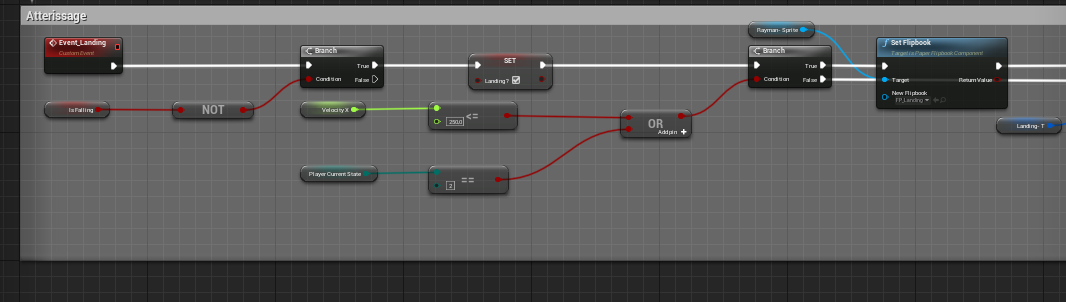 Atterissage
Event_Landing
Custom Event
Is Falling
NOT
Branch
True
Condition
False
Velocity X
<=
250.0
Player Current State
==
2
SET
Landing?
OR
Add pin +
Rayman- Sprite
Branch
True
Condition
False
Set Flipbook
Target is Paper Flipbook Component
Target
Return Value
New Flipbook
FP_Landing
Landing- T